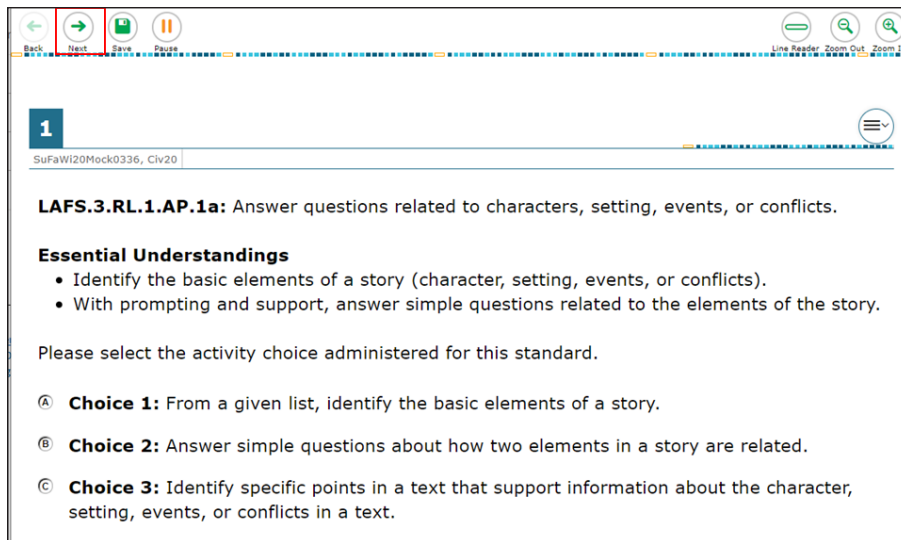 Back Next Save Pause Line Reader Zoom Out Zoom I
1
SuFaWi20Mock0336, Civ20
LAFS.3.RL.1.AP.1a: Answer questions related to characters, setting, events, or conflicts.
Essential Understandings
• Identify the basic elements of a story (character, setting, events, or conflicts).
• With prompting and support, answer simple questions related to the elements of the story.
Please select the activity choice administered for this standard.
A Choice 1: From a given list, identify the basic elements of a story.
B Choice 2: Answer simple questions about how two elements in a story are related.
C Choice 3: Identify specific points in a text that support information about the character,
setting, events, or conflicts in a text.